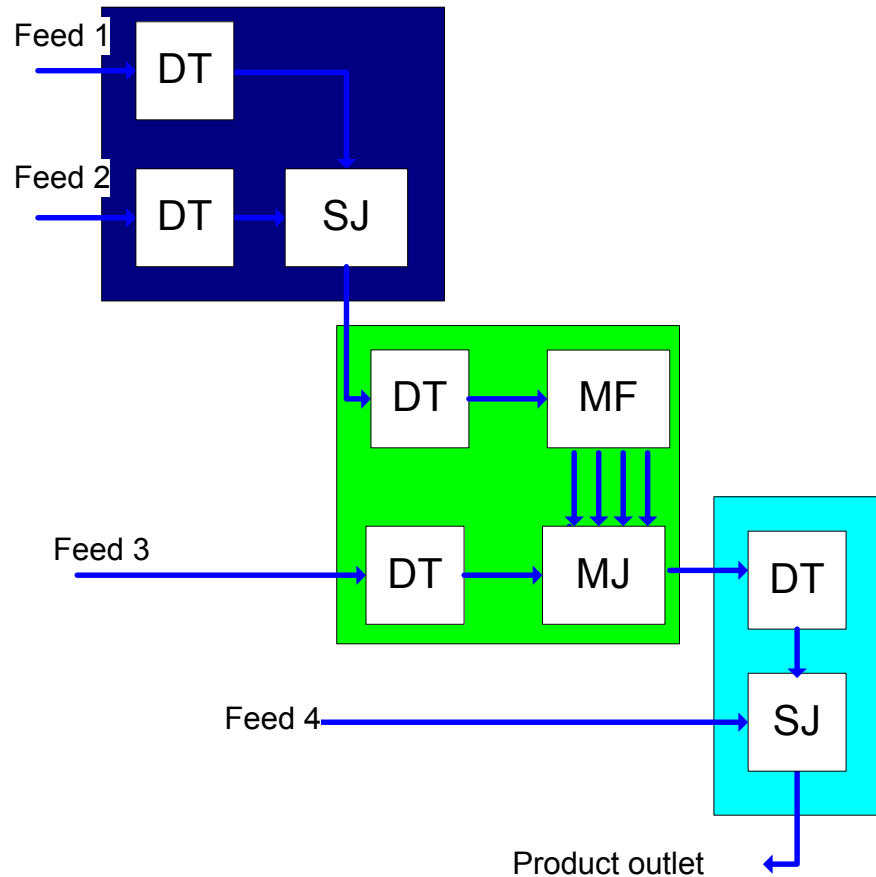 Feed 1
DT
Feed 2
DT
SJ
DT
MF
Feed 3
DT
MJ
DT
Feed 4
SJ
Product outlet